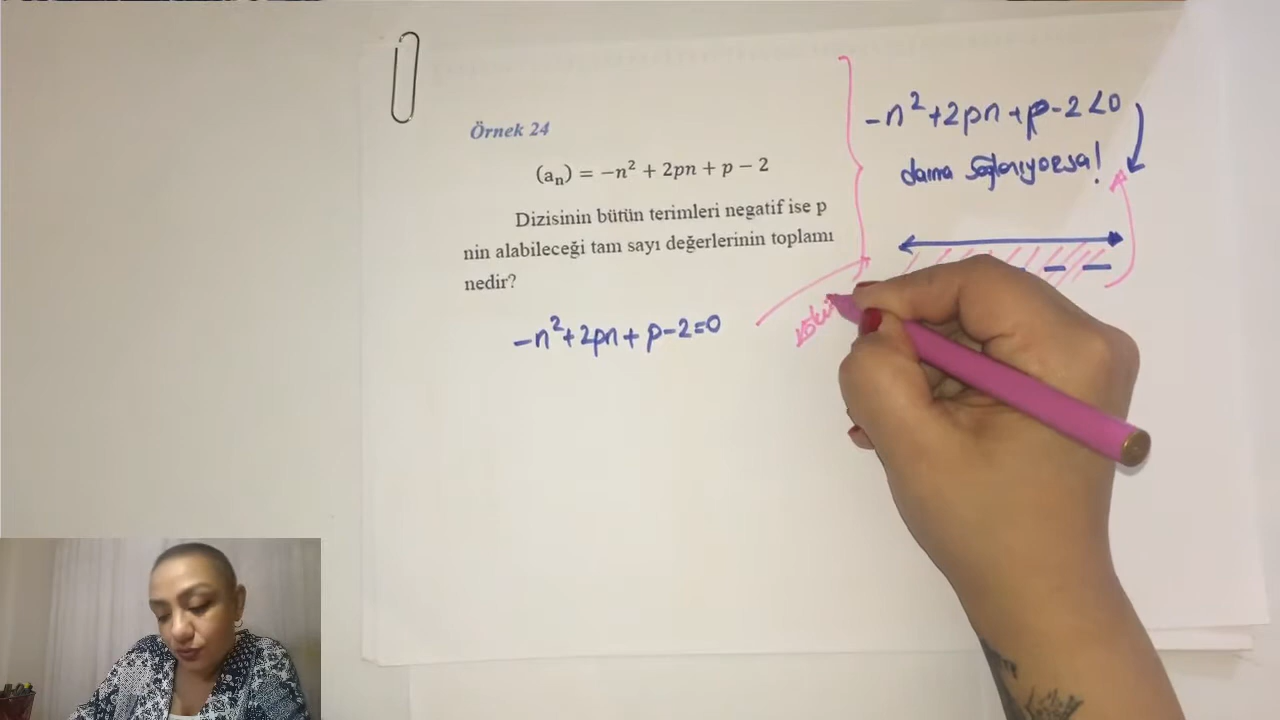 Örnek 24
(aₙ) = −n² + 2pn + p − 2
Dizisinin bütün terimleri negatif ise p
nin alabileceği tam sayı değerlerinin toplamı
nedir?
-n²+2pn+p-2=0
-n²+2pn+p-2<0
daima sağlanıyorsa!